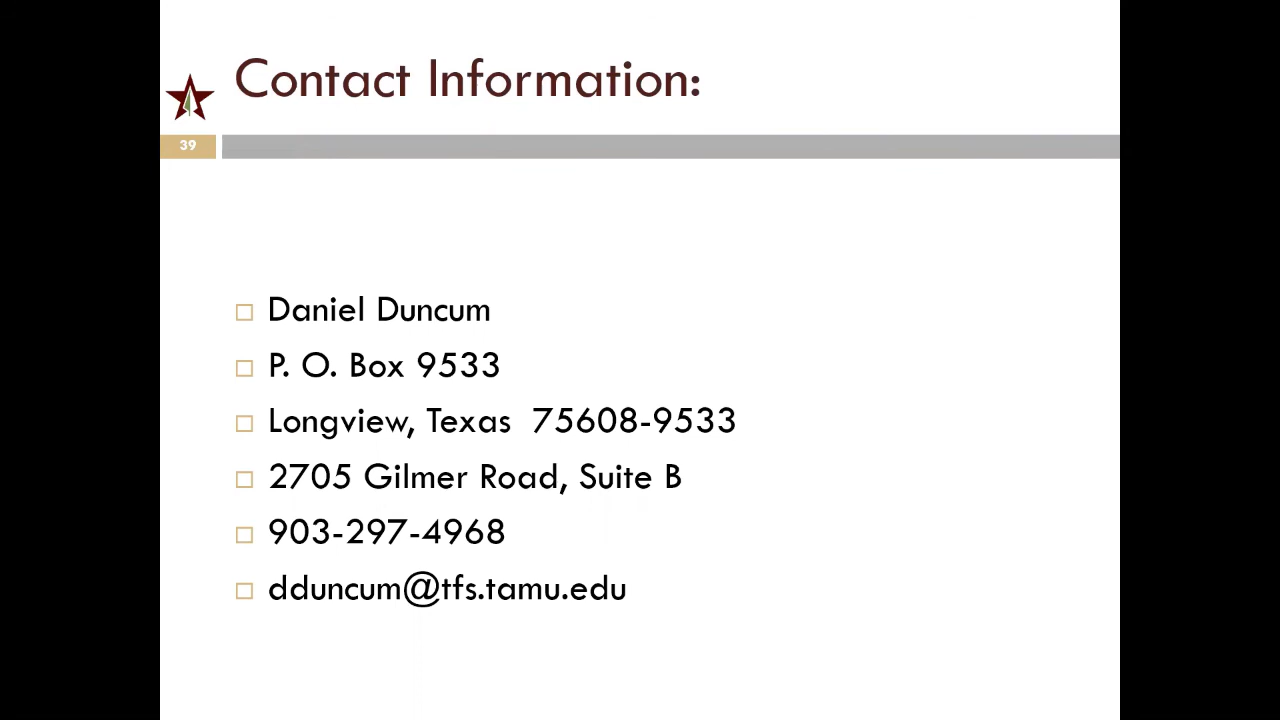 Contact Information:
39
Daniel Duncum
P. O. Box 9533
Longview, Texas  75608-9533
2705 Gilmer Road, Suite B
903-297-4968
dduncum@tfs.tamu.edu